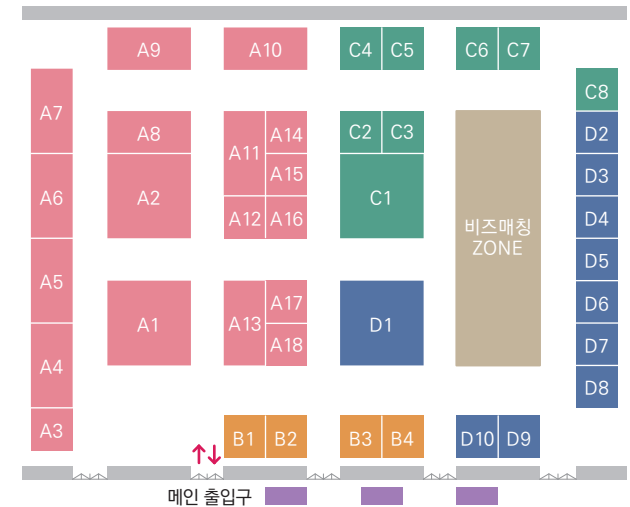 A9
A10
C4 C5
C6 C7
A7
C8
A8
A11
A14
C2 C3
D2
A15
D3
A6
A2
A12 A16
C1
비즈매칭
ZONE
D4
D5
A5
A1
A13
A17
A18
D1
D6
D7
A4
D8
A3
B1 B2
B3 B4
D10 D9
메인 출입구